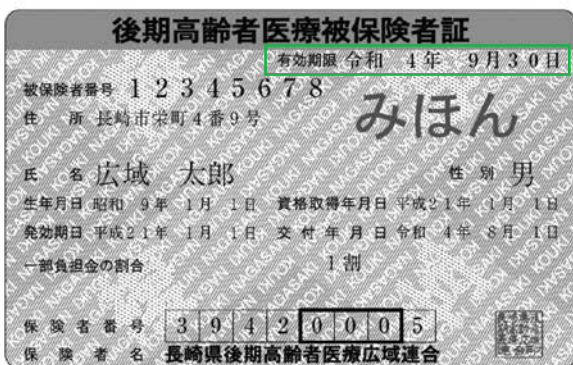 後期高齢者医療被保険者証
有効期限 令和 4年 9月30日
被保険者番号 12345678
住 所 長崎市栄町4番9号
みほん
氏 名 広域 太郎 性 別 男
生年月日 昭和 9年 1月 1日 資格取得年月日 平成21年 1月 1日
発効期日 平成21年 1月 1日 交付年月日 令和 4年 8月 1日
一部負担金の割合 1割
保険者番号 39420005
保険者名 長崎県後期高齢者医療広域連合